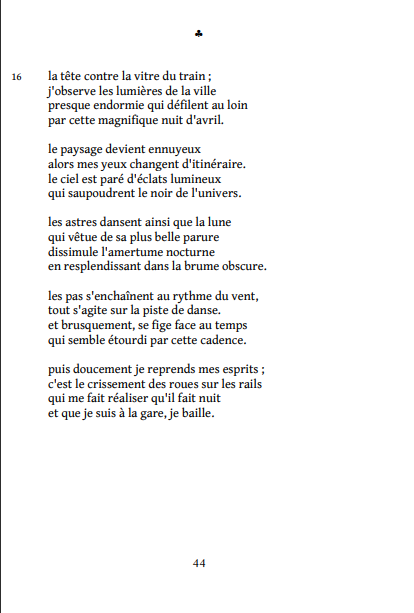 ♣
16 la tête contre la vitre du train ;
j'observe les lumières de la ville
presque endormie qui défilent au loin
par cette magnifique nuit d'avril.
le paysage devient ennuyeux
alors mes yeux changent d'itinéraire.
le ciel est paré d'éclats lumineux
qui saupoudrent le noir de l'univers.
les astres dansent ainsi que la lune
qui vêtue de sa plus belle parure
dissimule l'amertume nocturne
en resplendissant dans la brume obscure.
les pas s'enchaînent au rythme du vent,
tout s'agite sur la piste de danse.
et brusquement, se fige face au temps
qui semble étourdi par cette cadence.
puis doucement je reprends mes esprits ;
c'est le crissement des roues sur les rails
qui me fait réaliser qu'il fait nuit
et que je suis à la gare, je baille.
44